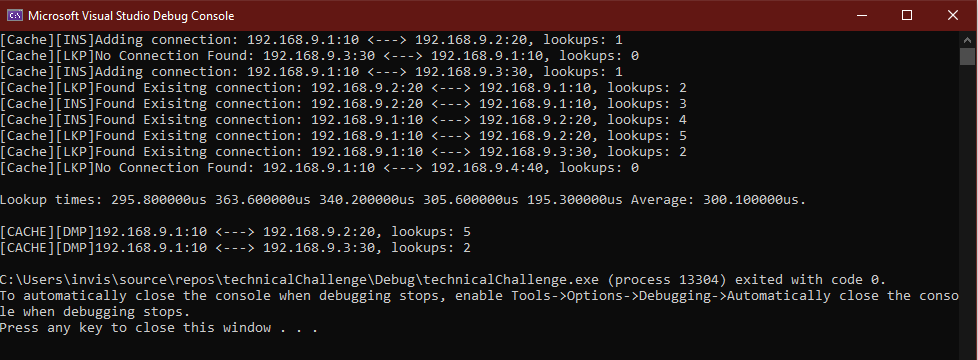 Microsoft Visual Studio Debug Console
[Cache][INS]Adding connection: 192.168.9.1:10 <---> 192.168.9.2:20, lookups: 1
[Cache][LKP]No Connection Found: 192.168.9.3:30 <---> 192.168.9.1:10, lookups: 0
[Cache][INS]Adding connection: 192.168.9.1:10 <---> 192.168.9.3:30, lookups: 1
[Cache][LKP]Found Exisitng connection: 192.168.9.2:20 <---> 192.168.9.1:10, lookups: 2
[Cache][INS]Found Exisitng connection: 192.168.9.2:20 <---> 192.168.9.1:10, lookups: 3
[Cache][INS]Found Exisitng connection: 192.168.9.1:10 <---> 192.168.9.2:20, lookups: 4
[Cache][LKP]Found Exisitng connection: 192.168.9.1:10 <---> 192.168.9.2:20, lookups: 5
[Cache][LKP]Found Exisitng connection: 192.168.9.1:10 <---> 192.168.9.3:30, lookups: 2
[Cache][LKP]No Connection Found: 192.168.9.1:10 <---> 192.168.9.4:40, lookups: 0
Lookup times: 295.800000us 363.600000us 340.200000us 305.600000us 195.300000us Average: 300.100000us.
[CACHE][DMP]192.168.9.1:10 <---> 192.168.9.2:20, lookups: 5
[CACHE][DMP]192.168.9.1:10 <---> 192.168.9.3:30, lookups: 2
C:\Users\invis\source\repos\technicalChallenge\Debug\technicalChallenge.exe (process 13304) exited with code 0.
To automatically close the console when debugging stops, enable Tools->Options->Debugging->Automatically close the conso
le when debugging stops.
Press any key to close this window . . .